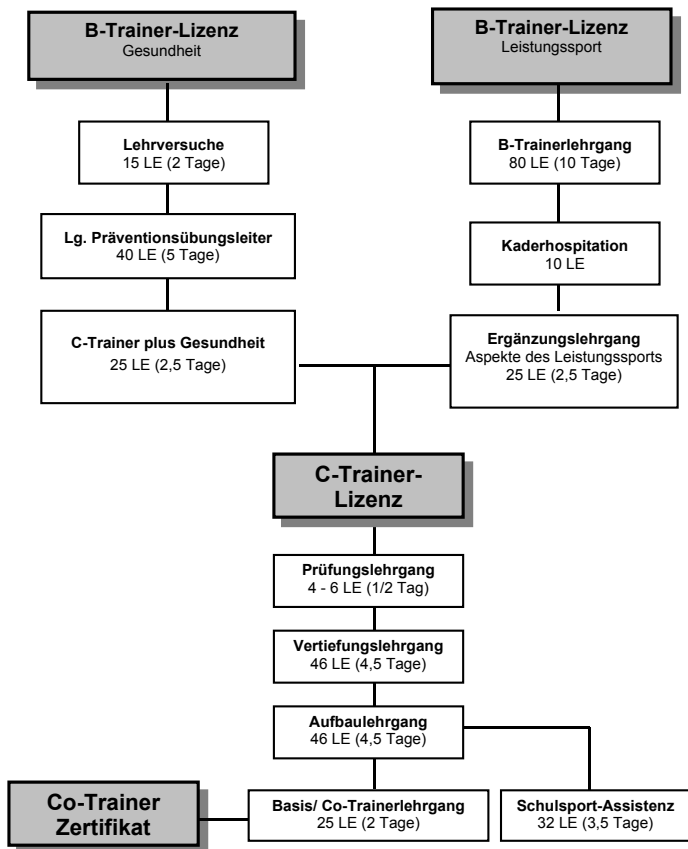 B-Trainer-Lizenz
Gesundheit
B-Trainer-Lizenz
Leistungssport
Lehrversuche
15 LE (2 Tage)
B-Trainerlehrgang
80 LE (10 Tage)
Lg. Präventionsübungsleiter
40 LE (5 Tage)
Kaderhospitation
10 LE
C-Trainer plus Gesundheit
25 LE (2,5 Tage)
Ergänzungslehrgang
Aspekte des Leistungssports
25 LE (2,5 Tage)
C-Trainer-
Lizenz
Prüfungslehrgang
4 - 6 LE (1/2 Tag)
Vertiefungslehrgang
46 LE (4,5 Tage)
Aufbaulehrgang
46 LE (4,5 Tage)
Co-Trainer
Zertifikat
Basis/ Co-Trainerlehrgang
25 LE (2 Tage)
Schulsport-Assistenz
32 LE (3,5 Tage)